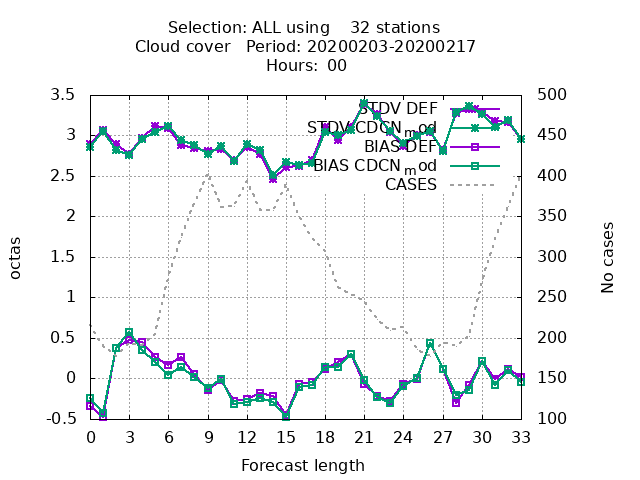 Selection: ALL using    32 stations
Cloud cover   Period: 20200203-20200217
Hours:  00
octas
No cases
3.5
3
2.5
2
1.5
1
0.5
0
-0.5
500
450
400
350
300
250
200
150
100
STDV DEF
STDV CDCN_mod
BIAS DEF
BIAS CDCN_mod
CASES
0 3 6 9 12 15 18 21 24 27 30 33
Forecast length